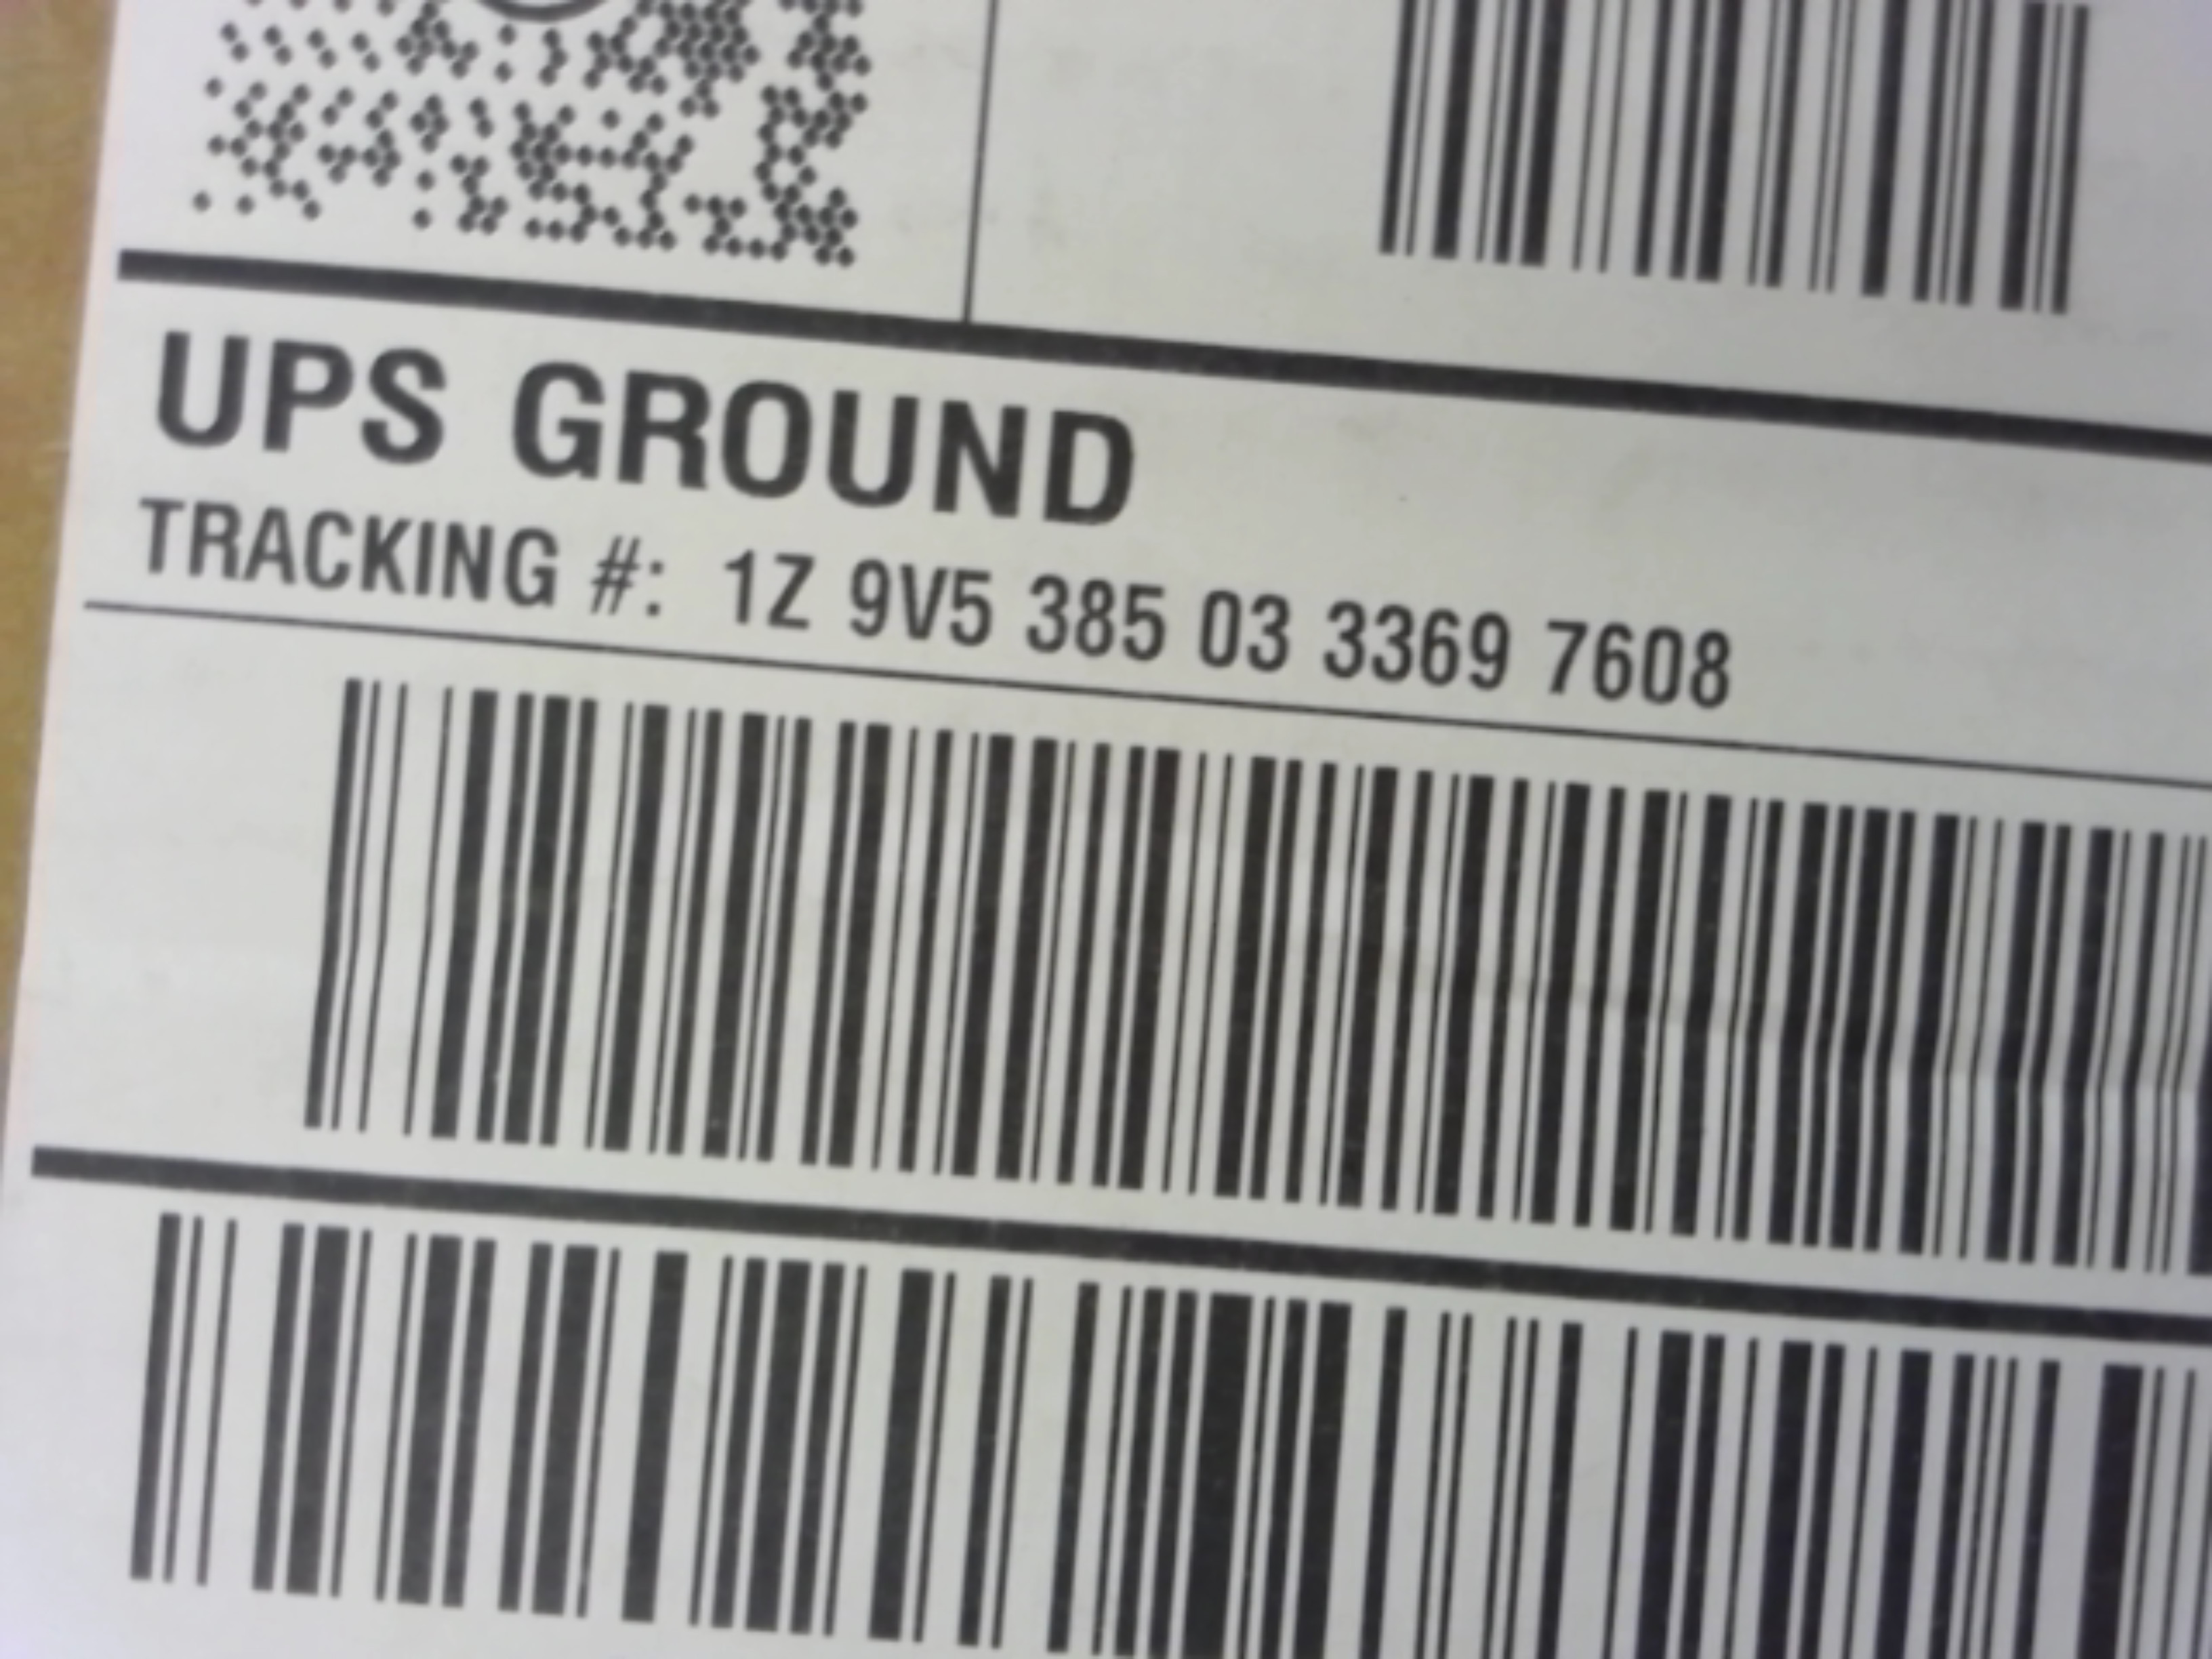 UPS GROUND
TRACKING #: 1Z 9V5 385 03 3369 7608